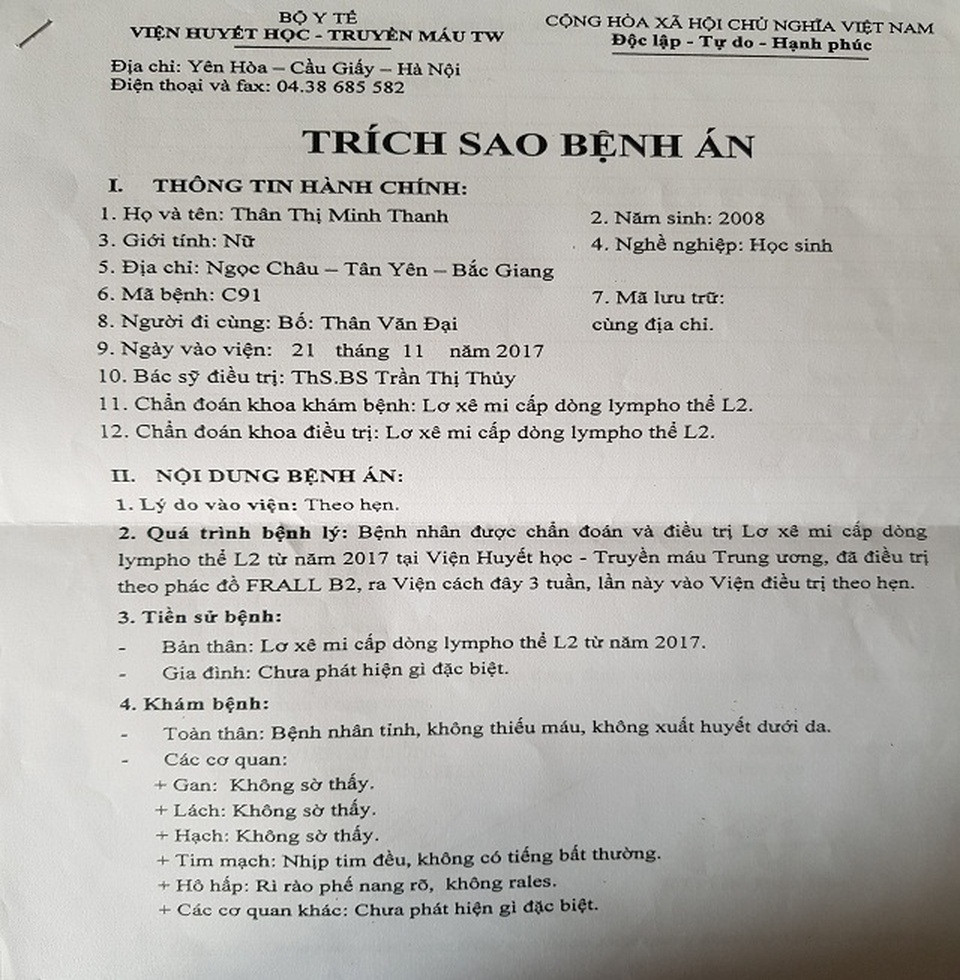 BỘ Y TẾ
VIỆN HUYẾT HỌC - TRUYỀN MÁU TW
CỘNG HÒA XÃ HỘI CHỦ NGHĨA VIỆT NAM
Độc lập - Tự do - Hạnh phúc
Địa chỉ: Yên Hòa – Cầu Giấy – Hà Nội
Điện thoại và fax: 04.38 685 582
TRÍCH SAO BỆNH ÁN
I. THÔNG TIN HÀNH CHÍNH:
1. Họ và tên: Thân Thị Minh Thanh 2. Năm sinh: 2008
3. Giới tính: Nữ 4. Nghề nghiệp: Học sinh
5. Địa chỉ: Ngọc Châu – Tân Yên – Bắc Giang
6. Mã bệnh: C91 7. Mã lưu trữ:
8. Người đi cùng: Bố: Thân Văn Đại cùng địa chỉ.
9. Ngày vào viện: 21 tháng 11 năm 2017
10. Bác sỹ điều trị: ThS.BS Trần Thị Thủy
11. Chẩn đoán khoa khám bệnh: Lơ xê mi cấp dòng lympho thể L2.
12. Chẩn đoán khoa điều trị: Lơ xê mi cấp dòng lympho thể L2.
II. NỘI DUNG BỆNH ÁN:
1. Lý do vào viện: Theo hẹn.
2. Quá trình bệnh lý: Bệnh nhân được chẩn đoán và điều trị Lơ xê mi cấp dòng
lympho thể L2 từ năm 2017 tại Viện Huyết học - Truyền máu Trung ương, đã điều trị
theo phác đồ FRALL B2, ra Viện cách đây 3 tuần, lần này vào Viện điều trị theo hẹn.
3. Tiền sử bệnh:
- Bản thân: Lơ xê mi cấp dòng lympho thể L2 từ năm 2017.
- Gia đình: Chưa phát hiện gì đặc biệt.
4. Khám bệnh:
- Toàn thân: Bệnh nhân tỉnh, không thiếu máu, không xuất huyết dưới da.
- Các cơ quan:
+ Gan: Không sờ thấy.
+ Lách: Không sờ thấy.
+ Hạch: Không sờ thấy.
+ Tim mạch: Nhịp tim đều, không có tiếng bất thường.
+ Hô hấp: Rì rào phế nang rõ, không rales.
+ Các cơ quan khác: Chưa phát hiện gì đặc biệt.